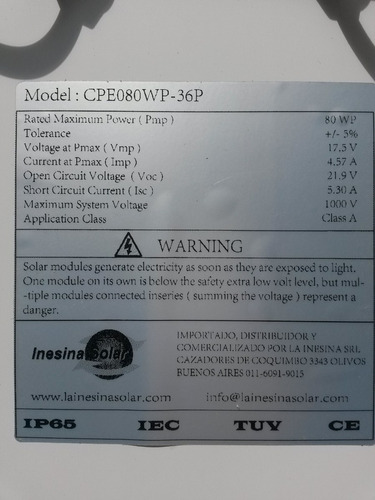 Model : CPE080WP-36P
Rated Maximum Power ( Pmp ) 80 WP
Tolerance +/- 5%
Voltage at Pmax ( Vmp ) 17.5 V
Current at Pmax ( Imp ) 4.57 A
Open Circuit Voltage ( Voc ) 21.9 V
Short Circuit Current ( Isc ) 5.30 A
Maximum System Voltage 1000 V
Application Class Class A
WARNING
Solar modules generate electricity as soon as they are exposed to light.
One module on its own is below the safety extra low volt level, but mul-
-tiple modules connected inseries ( summing the voltage ) represent a
danger.
Inesina Solar
IMPORTADO, DISTRIBUIDOR Y
COMERCIALIZADO POR LA INESINA SRL
CAZADORES DE COQUIMBO 3343 OLIVOS
BUENOS AIRES 011-6091-9015
www.lainesinasolar.com info@lainesinasolar.com
IP65 IEC TUV CE